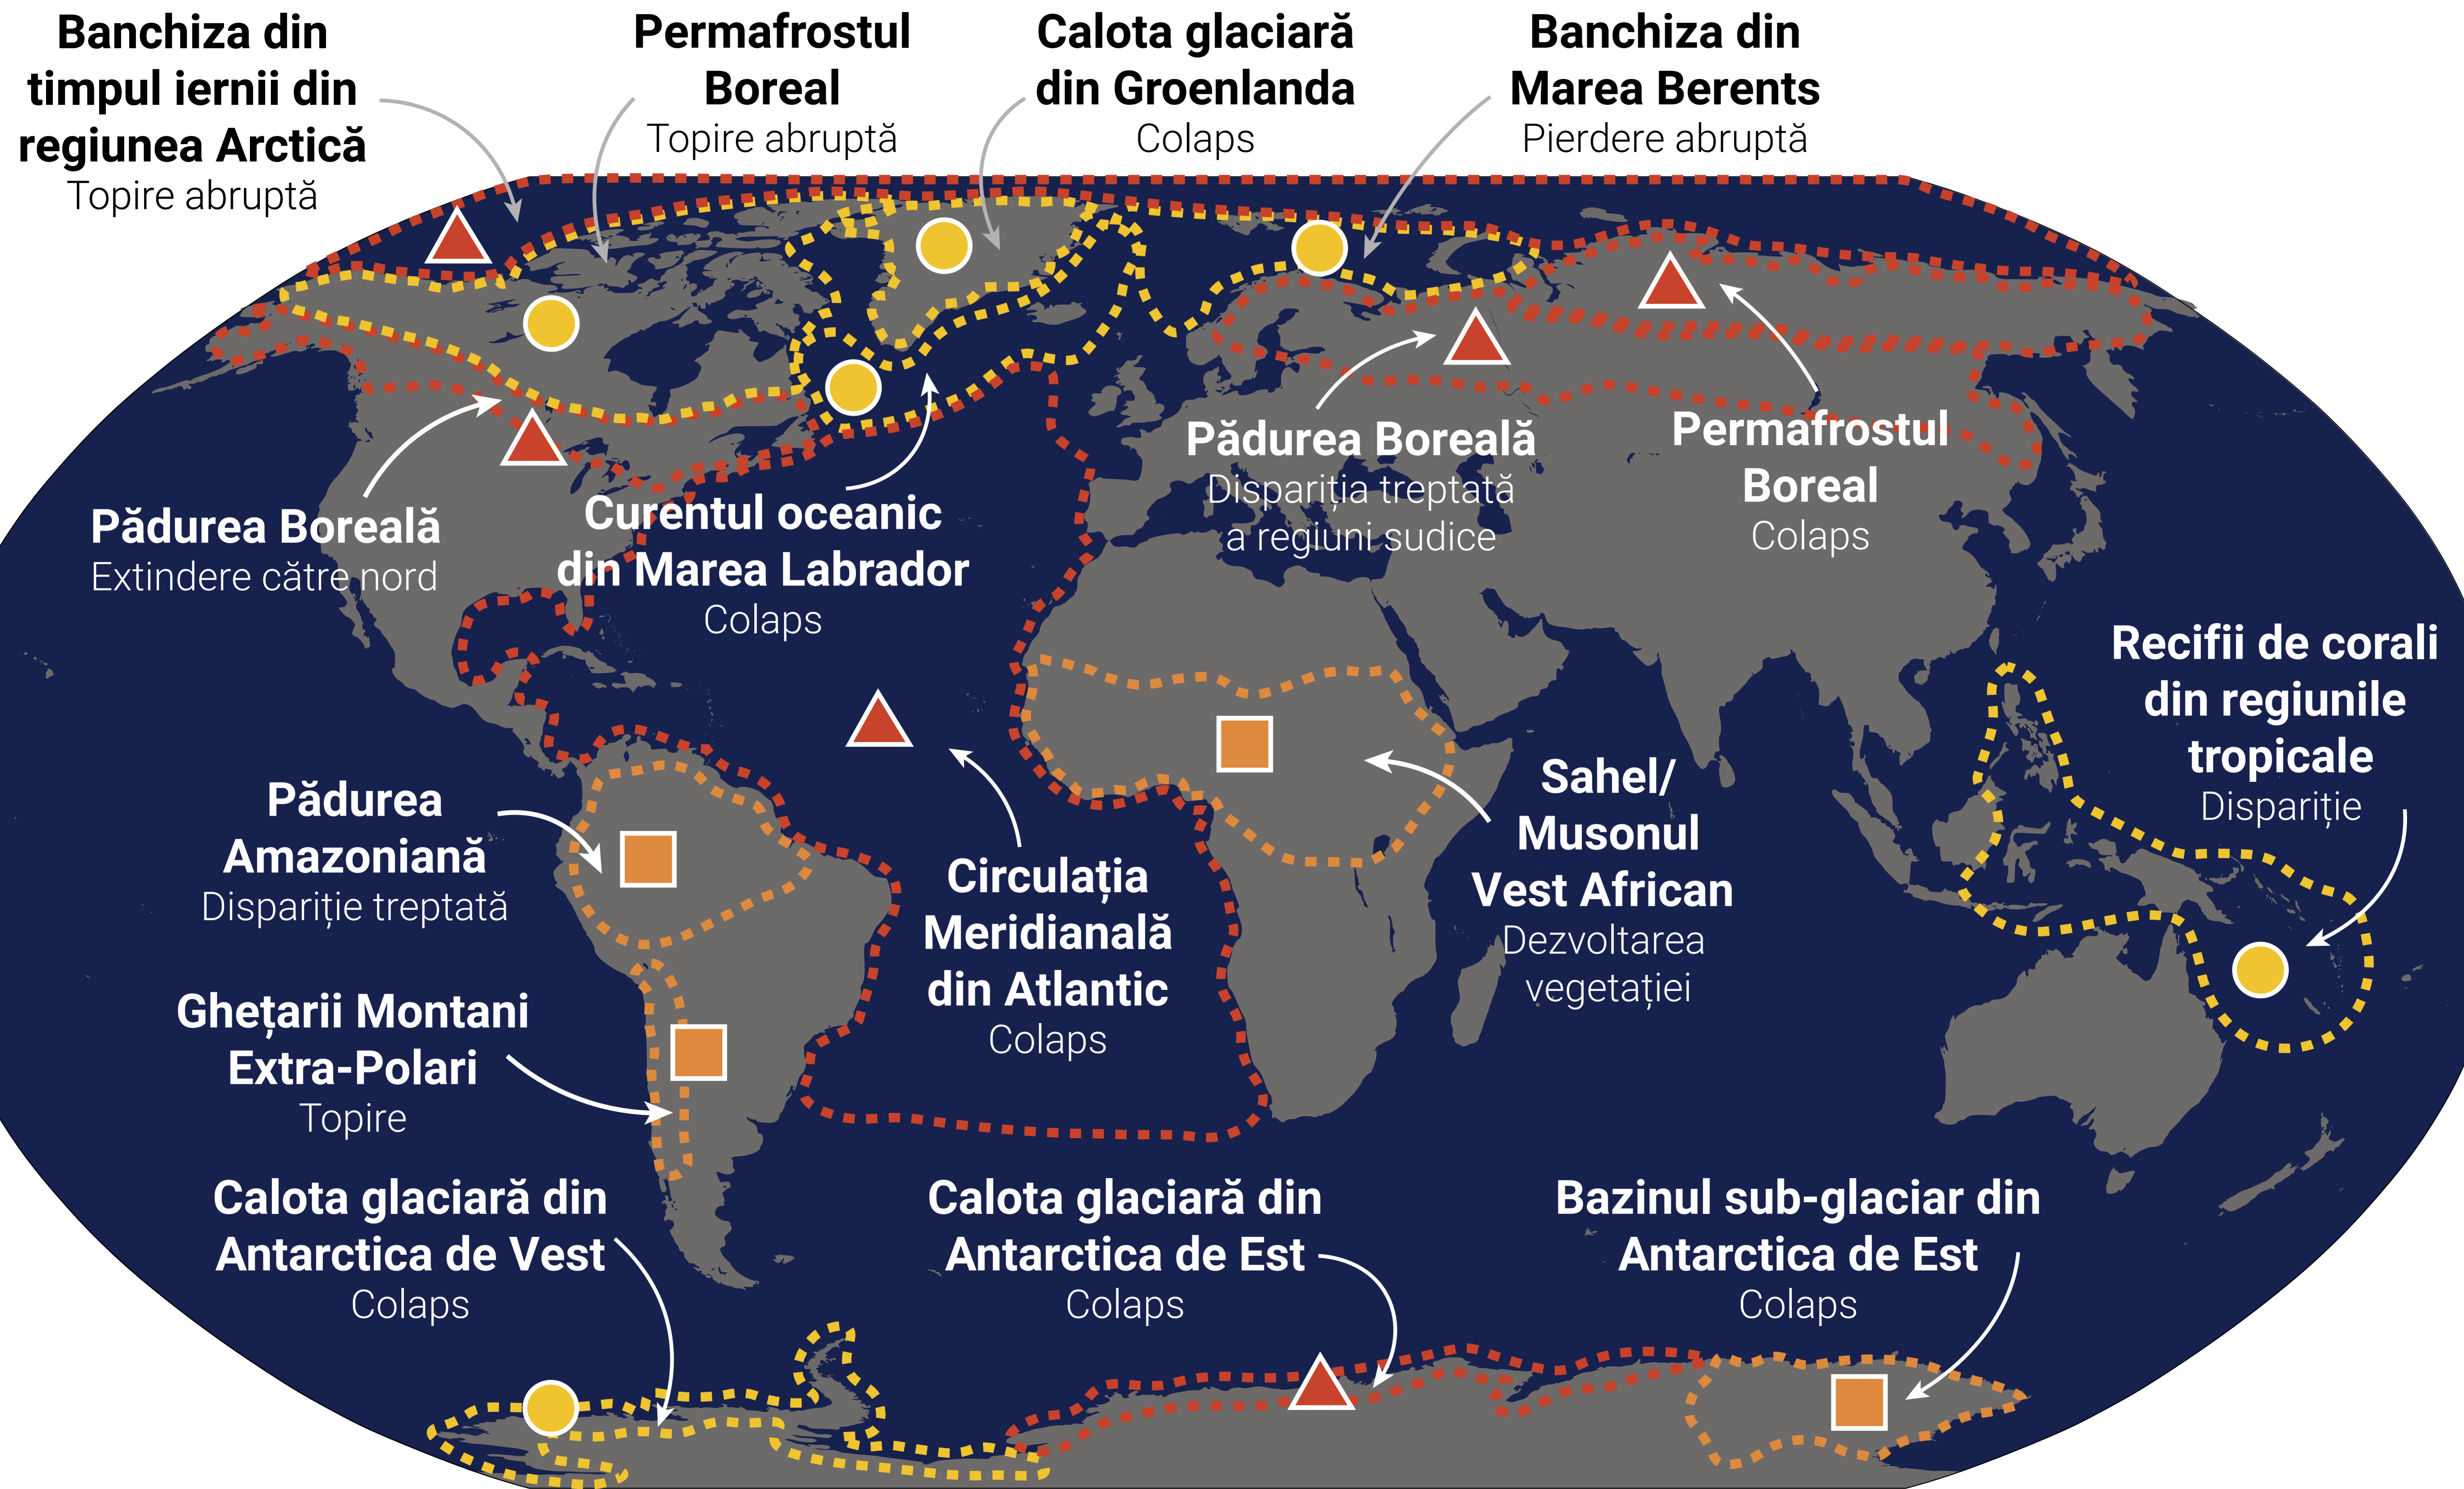 Banchiza din
timpul iernii din
regiunea Arctică
Topire abruptă
Permafrostul
Boreal
Topire abruptă
Calota glaciară
din Groenlanda
Colaps
Banchiza din
Marea Berents
Pierdere abruptă
Pădurea Boreală
Extindere către nord
Curentul oceanic
din Marea Labrador
Colaps
Pădurea Boreală
Dispariția treptată
a regiuni sudice
Permafrostul
Boreal
Colaps
Recifii de corali
din regiunile
tropicale
Dispariție
Pădurea
Amazoniană
Dispariție treptată
Circulația
Meridianală
din Atlantic
Colaps
Sahel/
Musonul
Vest African
Dezvoltarea
vegetației
Ghețarii Montani
Extra-Polari
Topire
Calota glaciară din
Antarctica de Vest
Colaps
Calota glaciară din
Antarctica de Est
Colaps
Bazinul sub-glaciar din
Antarctica de Est
Colaps